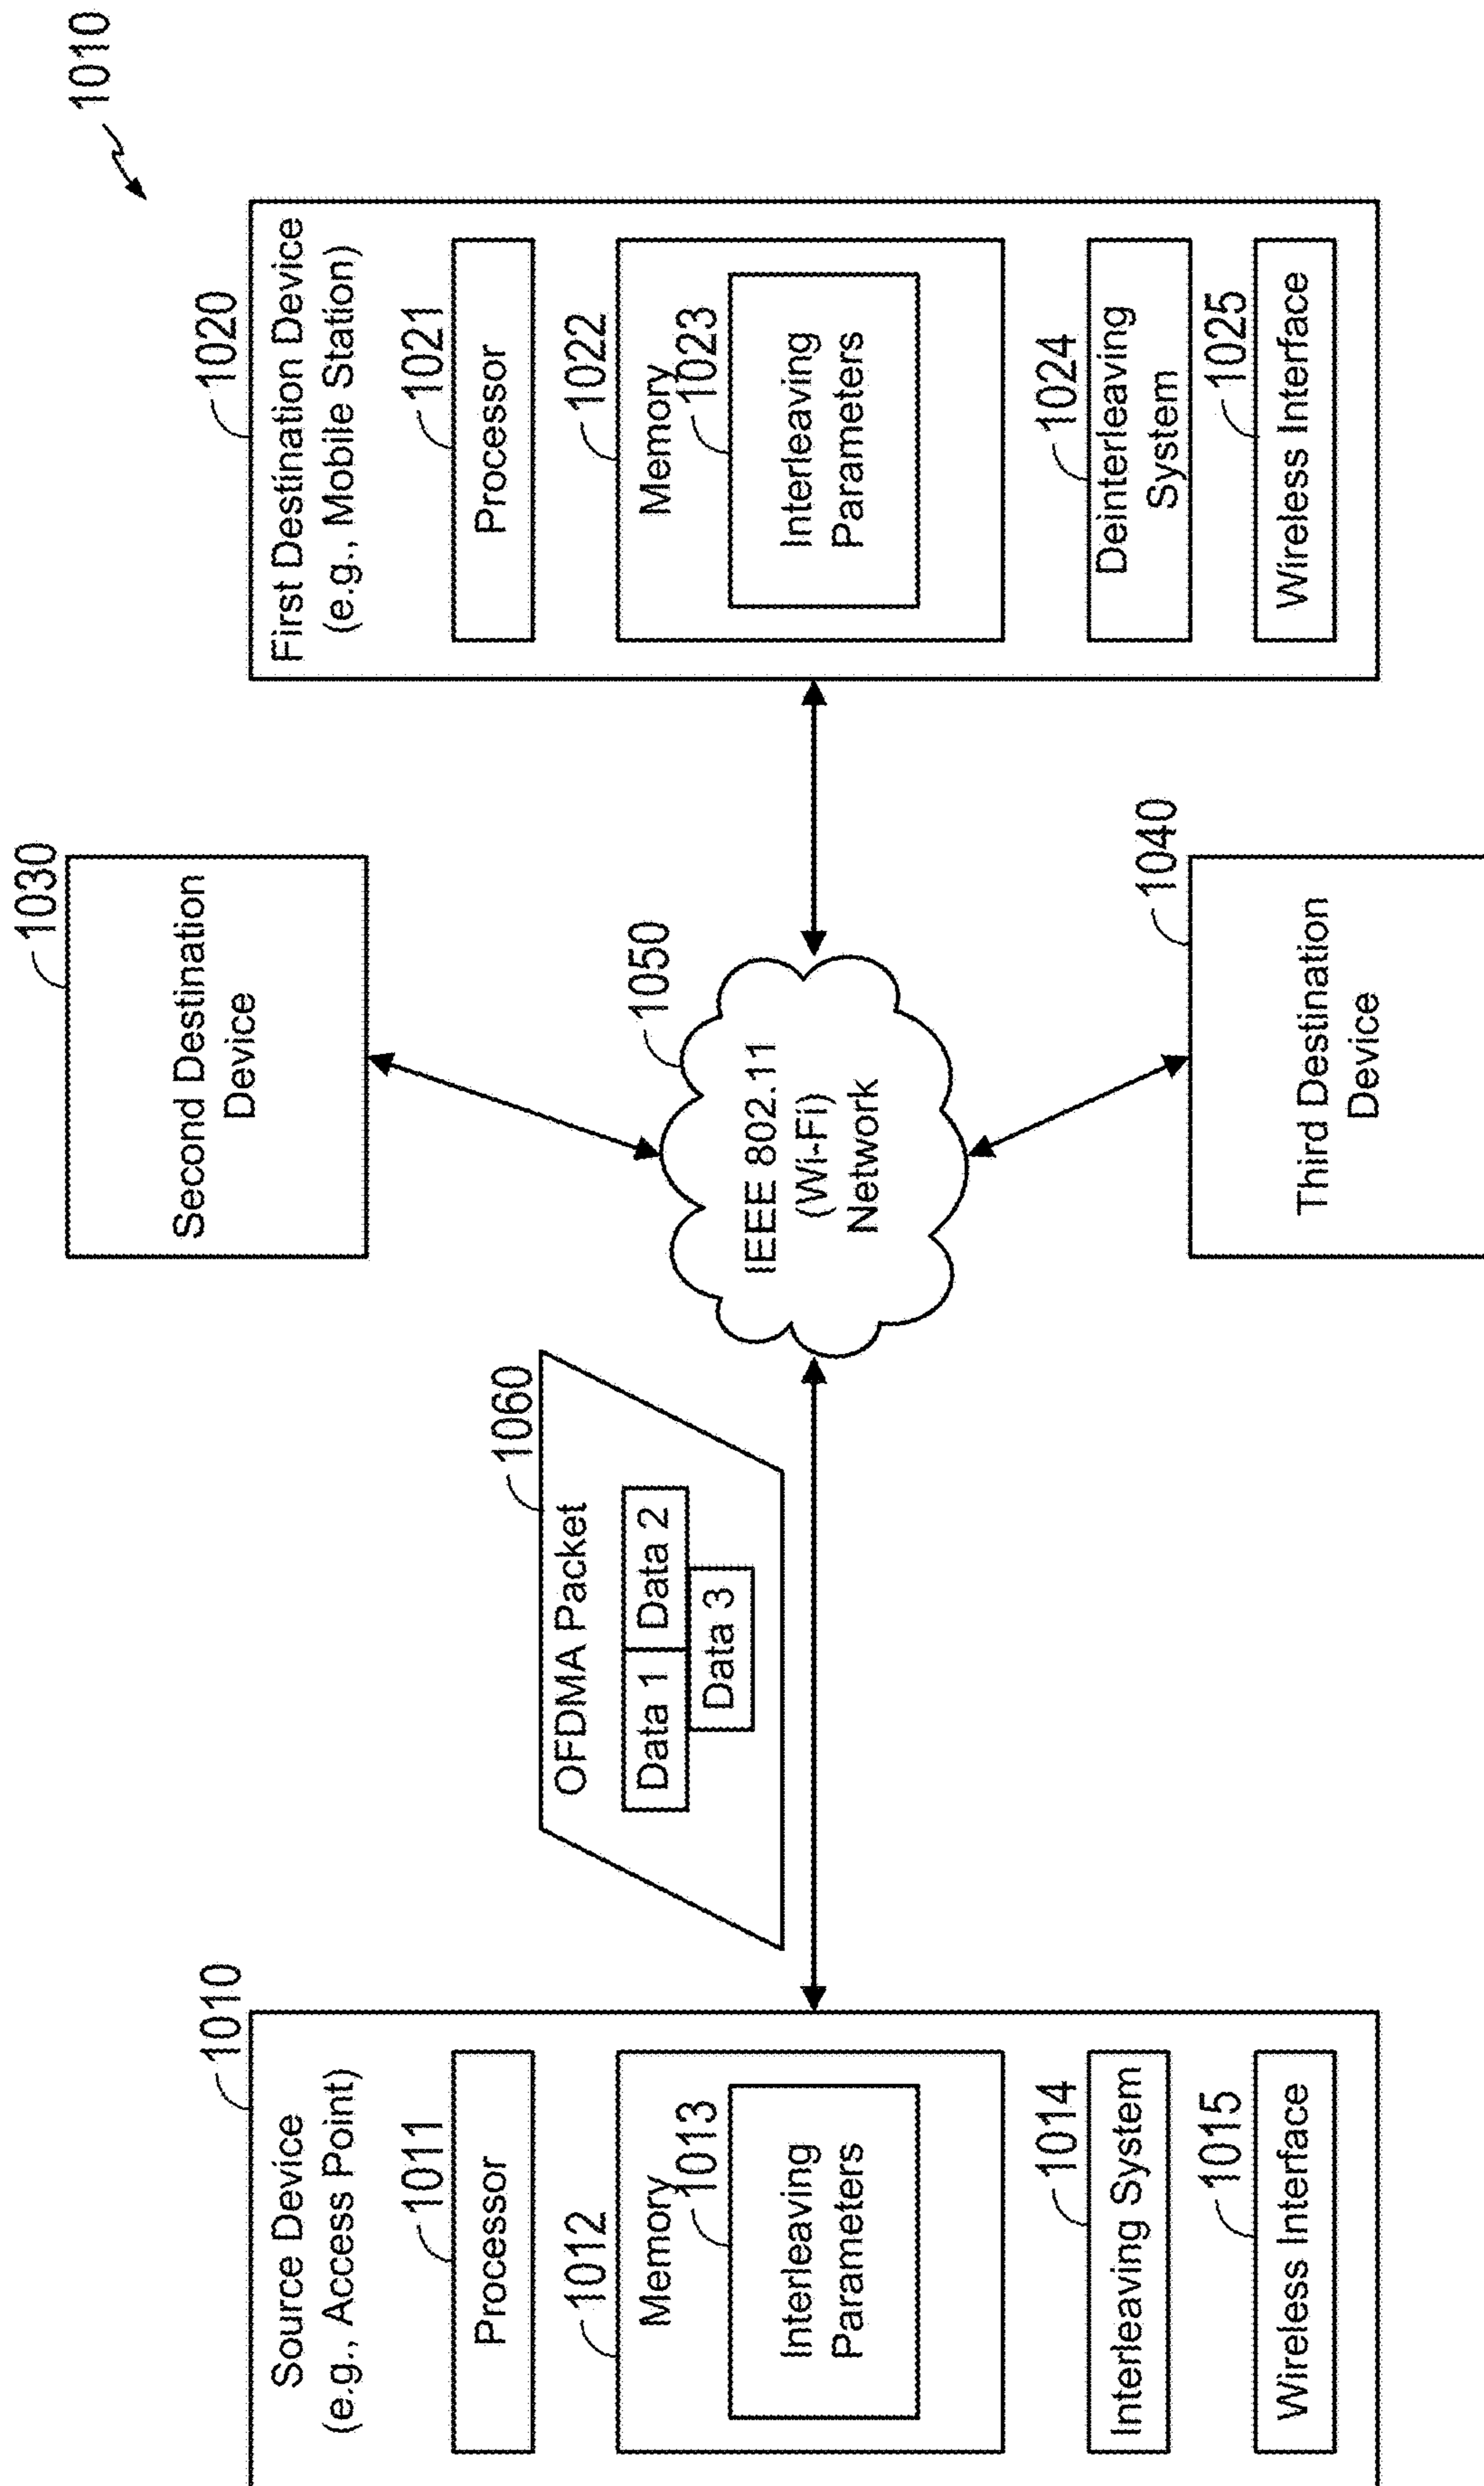 1010
1010
Source Device
(e.g., Access Point)
1011
Processor
1012
Memory
1013
Interleaving
Parameters
1014
Interleaving System
1015
Wireless Interface
1060
OFDMA Packet
Data 1
Data 2
Data 3
1030
Second Destination
Device
1050
IEEE 802.11
(Wi-Fi)
Network
1040
Third Destination
Device
1020
First Destination Device
(e.g., Mobile Station)
1021
Processor
1022
Memory
1023
Interleaving
Parameters
1024
Deinterleaving
System
1025
Wireless Interface